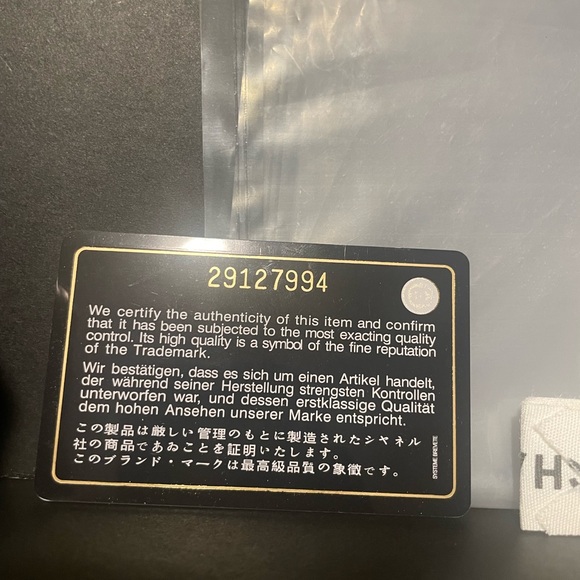 29127994
We certify the authenticity of this item and confirm
that it has been subjected to the most exacting quality
control. Its high quality is a symbol of the fine reputation
of the Trademark.
Wir bestätigen, dass es sich um einen Artikel handelt,
der während seiner Herstellung strengsten Kontrollen
unterworfen war, und dessen erstklassige Qualität
dem hohen Ansehen unserer Marke entspricht.
この製品は厳しい管理のもとに製造されたシヤネル
社の商品であゐことを証明いたします。
このブランド・マークは最高級品質の象徴です。
SYSTEME BREVETE
H